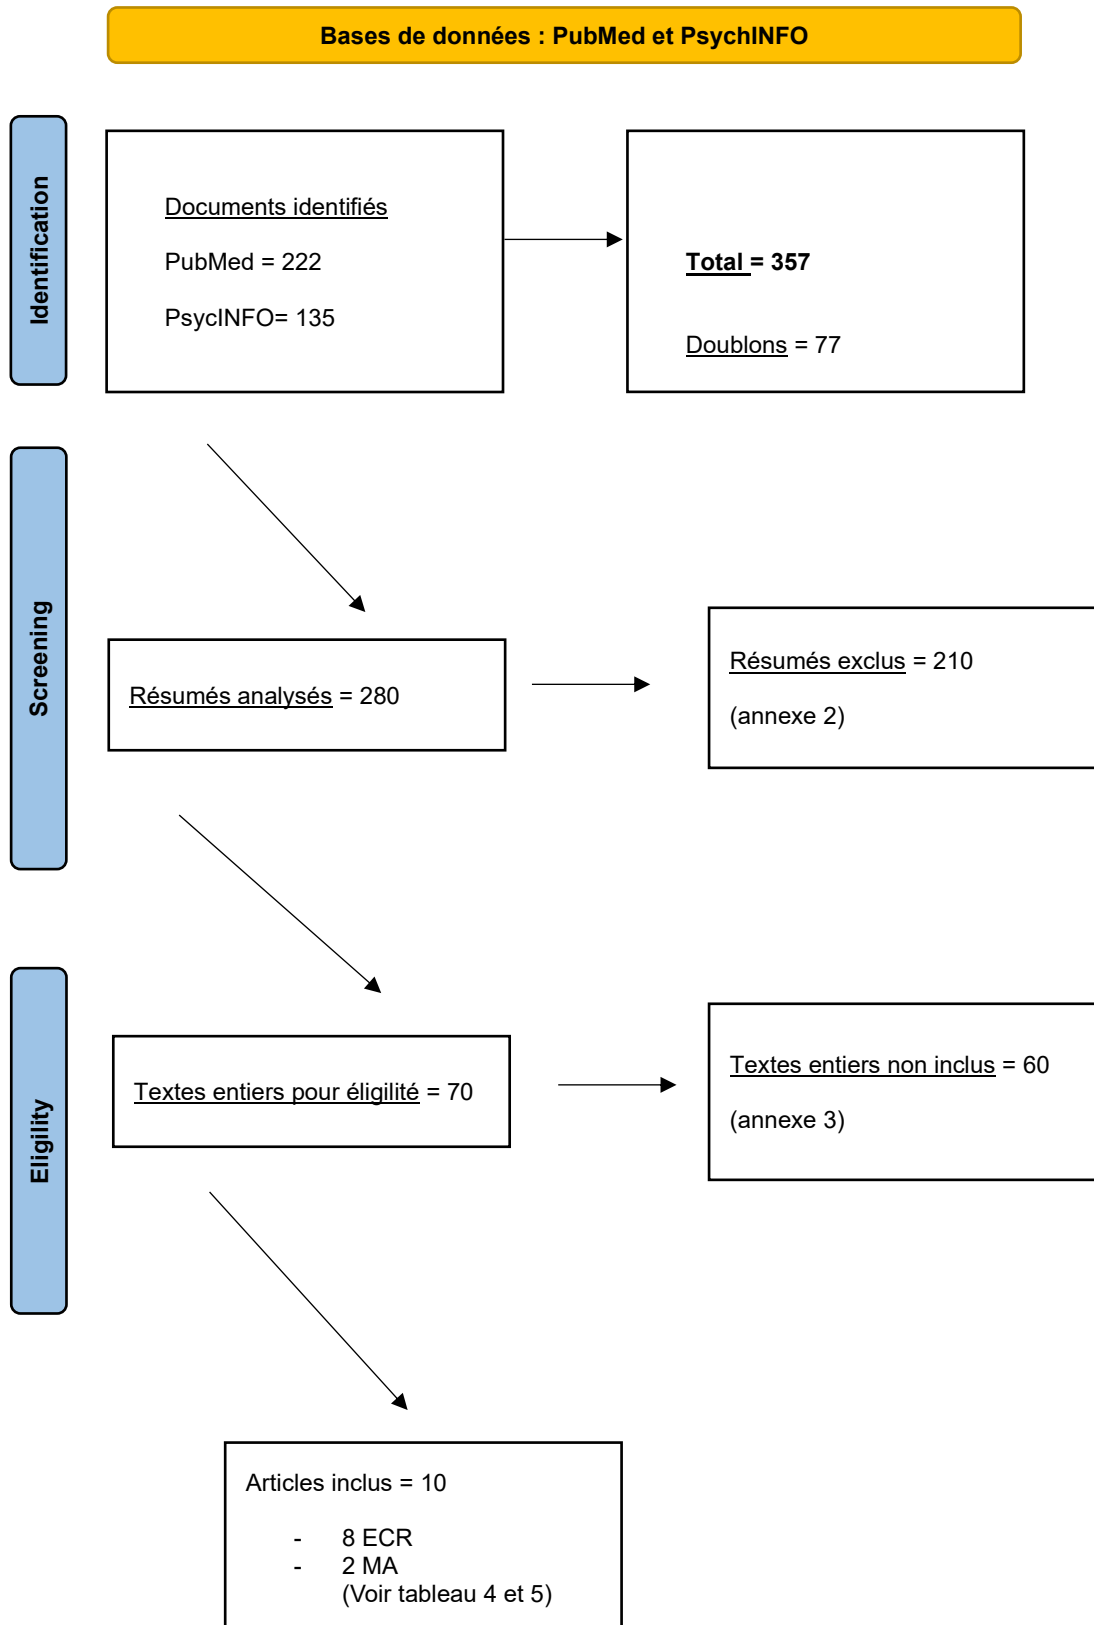 Bases de données : PubMed et PsychINFO
Identification
Documents identifiés
PubMed = 222
PsycINFO= 135
Total = 357
Doublons = 77
Screening
Résumés analysés = 280
Résumés exclus = 210
(annexe 2)
Eligility
Textes entiers pour éligilité = 70
Textes entiers non inclus = 60
(annexe 3)
Articles inclus = 10
- 8 ECR
- 2 MA
(Voir tableau 4 et 5)